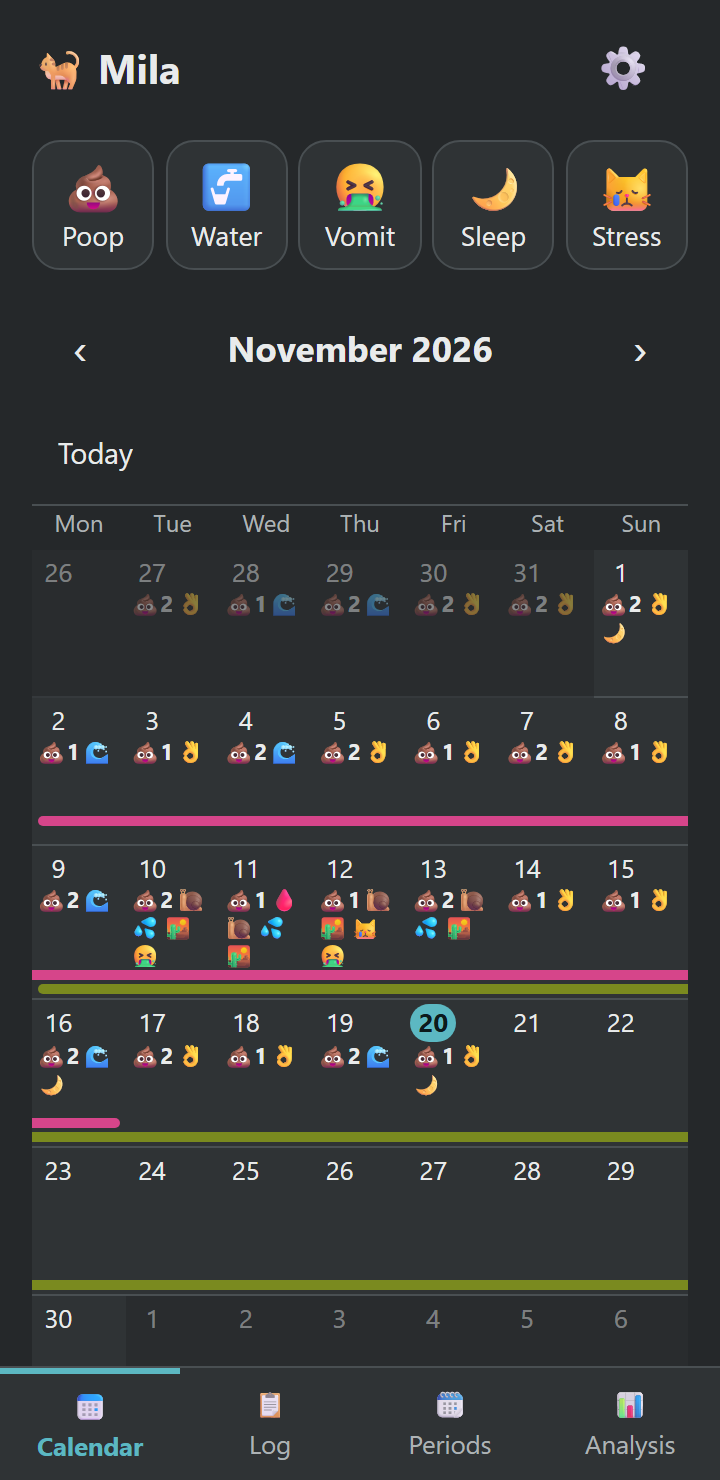 Mila
Poop Water Vomit Sleep Stress
‹ November 2026 ›
Today
Mon Tue Wed Thu Fri Sat Sun
26 27 28 29 30 31 1
2 1 2 2 2 2
2 3 4 5 6 7 8
1 1 2 2 1 2 1
9 10 11 12 13 14 15
2 2 1 1 2 1 1
16 17 18 19 20 21 22
2 2 1 2 1
23 24 25 26 27 28 29
30 1 2 3 4 5 6
Calendar Log Periods Analysis